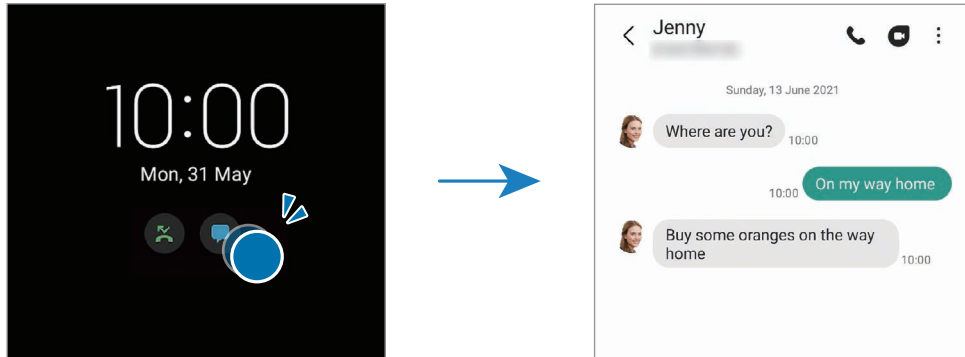 10:00
Mon, 31 May
Jenny
Sunday, 13 June 2021
Where are you?
10:00
10:00
On my way home
Buy some oranges on the way
home
10:00